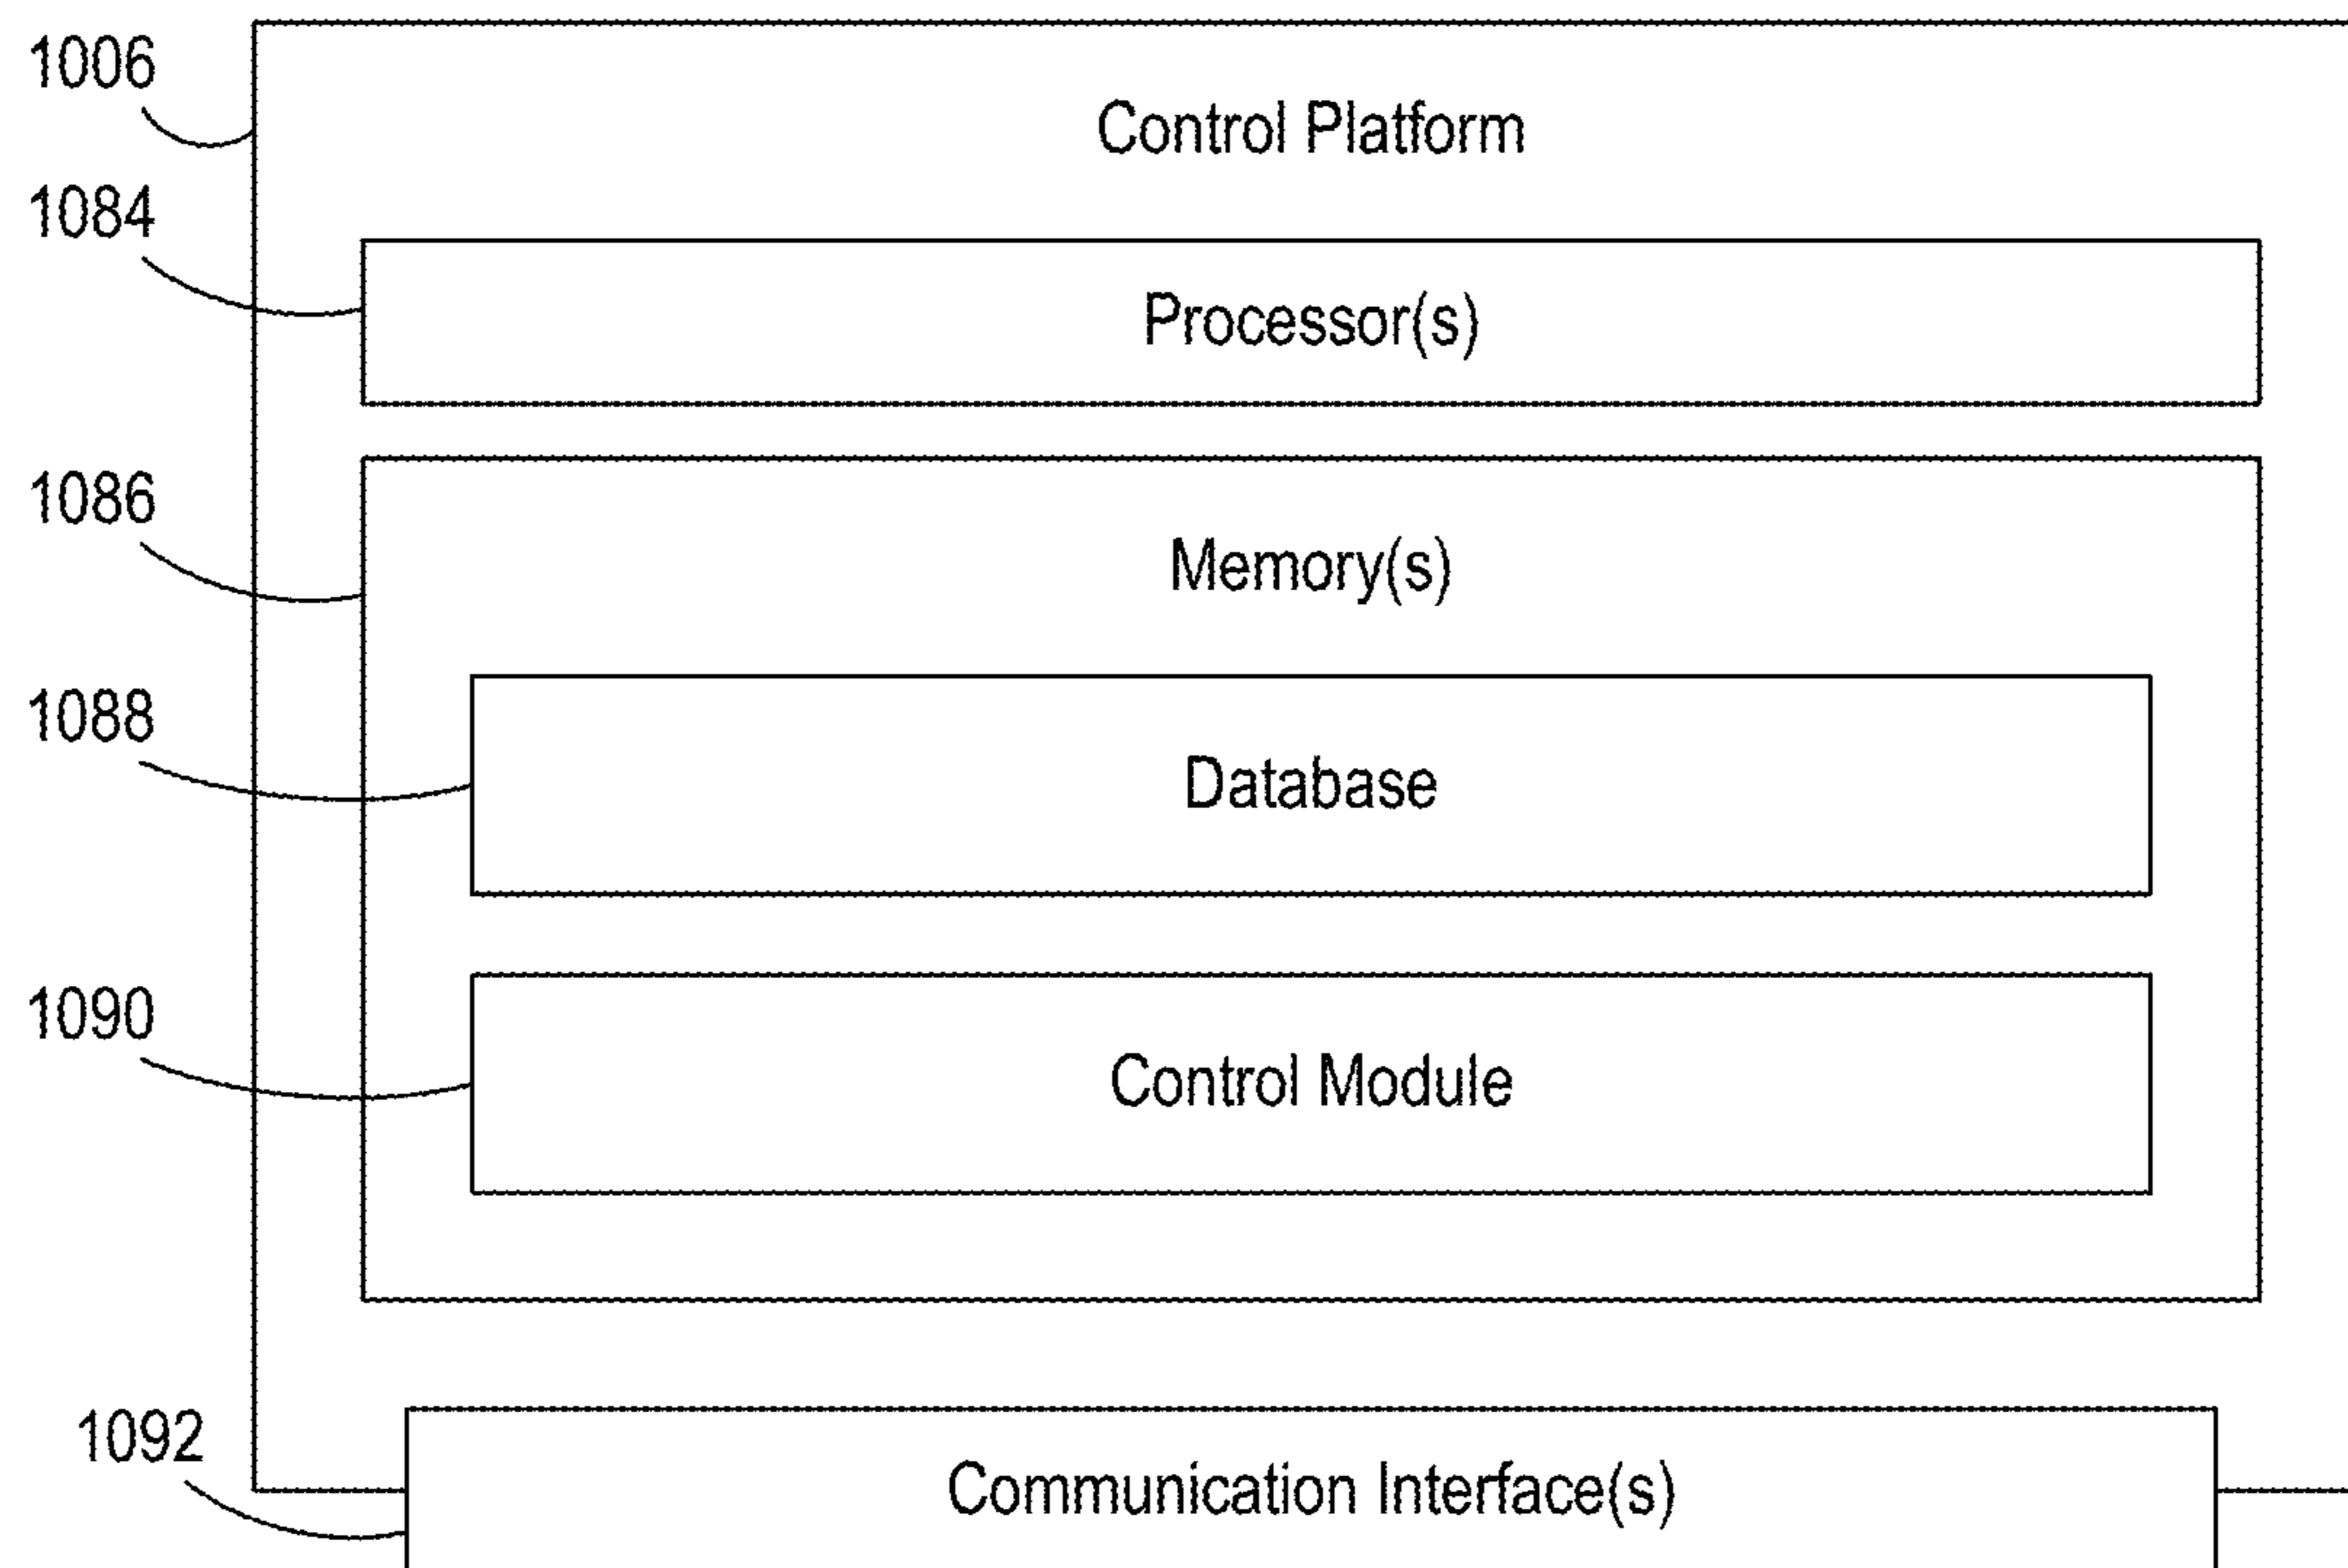 1006
Control Platform
1084
Processor(s)
1086
Memory(s)
1088
Database
1090
Control Module
1092
Communication Interface(s)